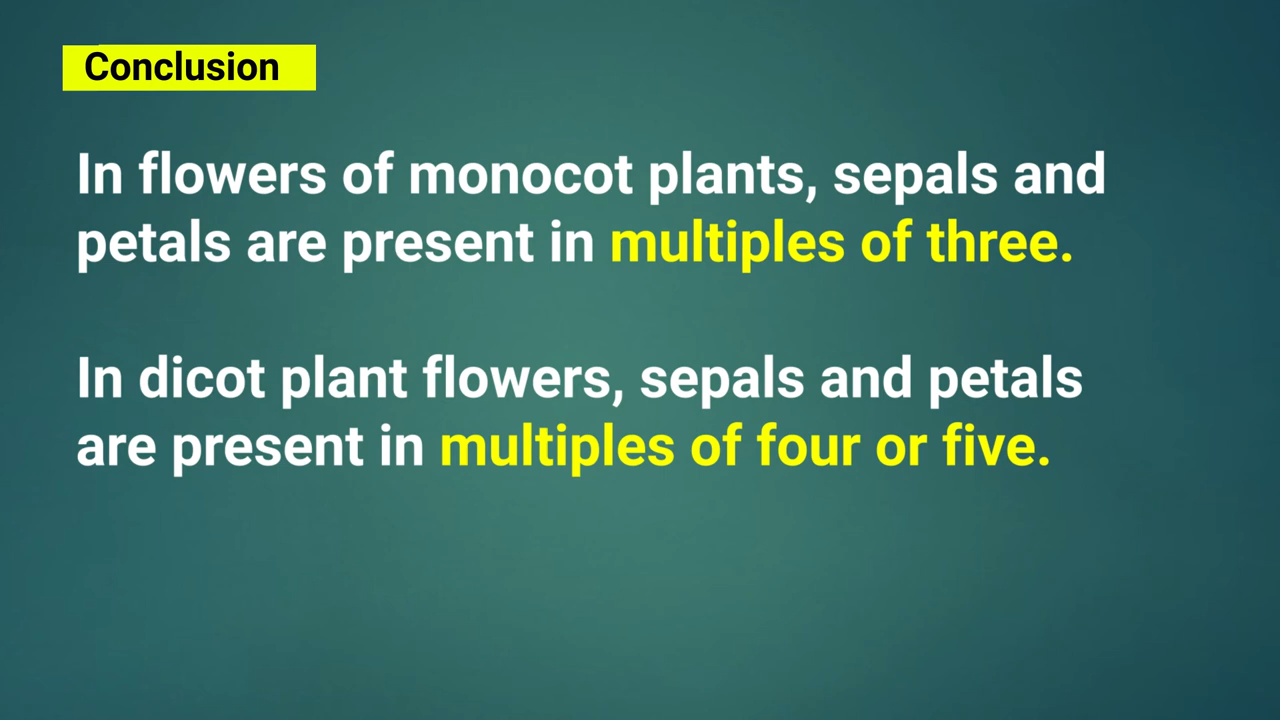 Conclusion
In flowers of monocot plants, sepals and
petals are present in multiples of three.
In dicot plant flowers, sepals and petals
are present in multiples of four or five.